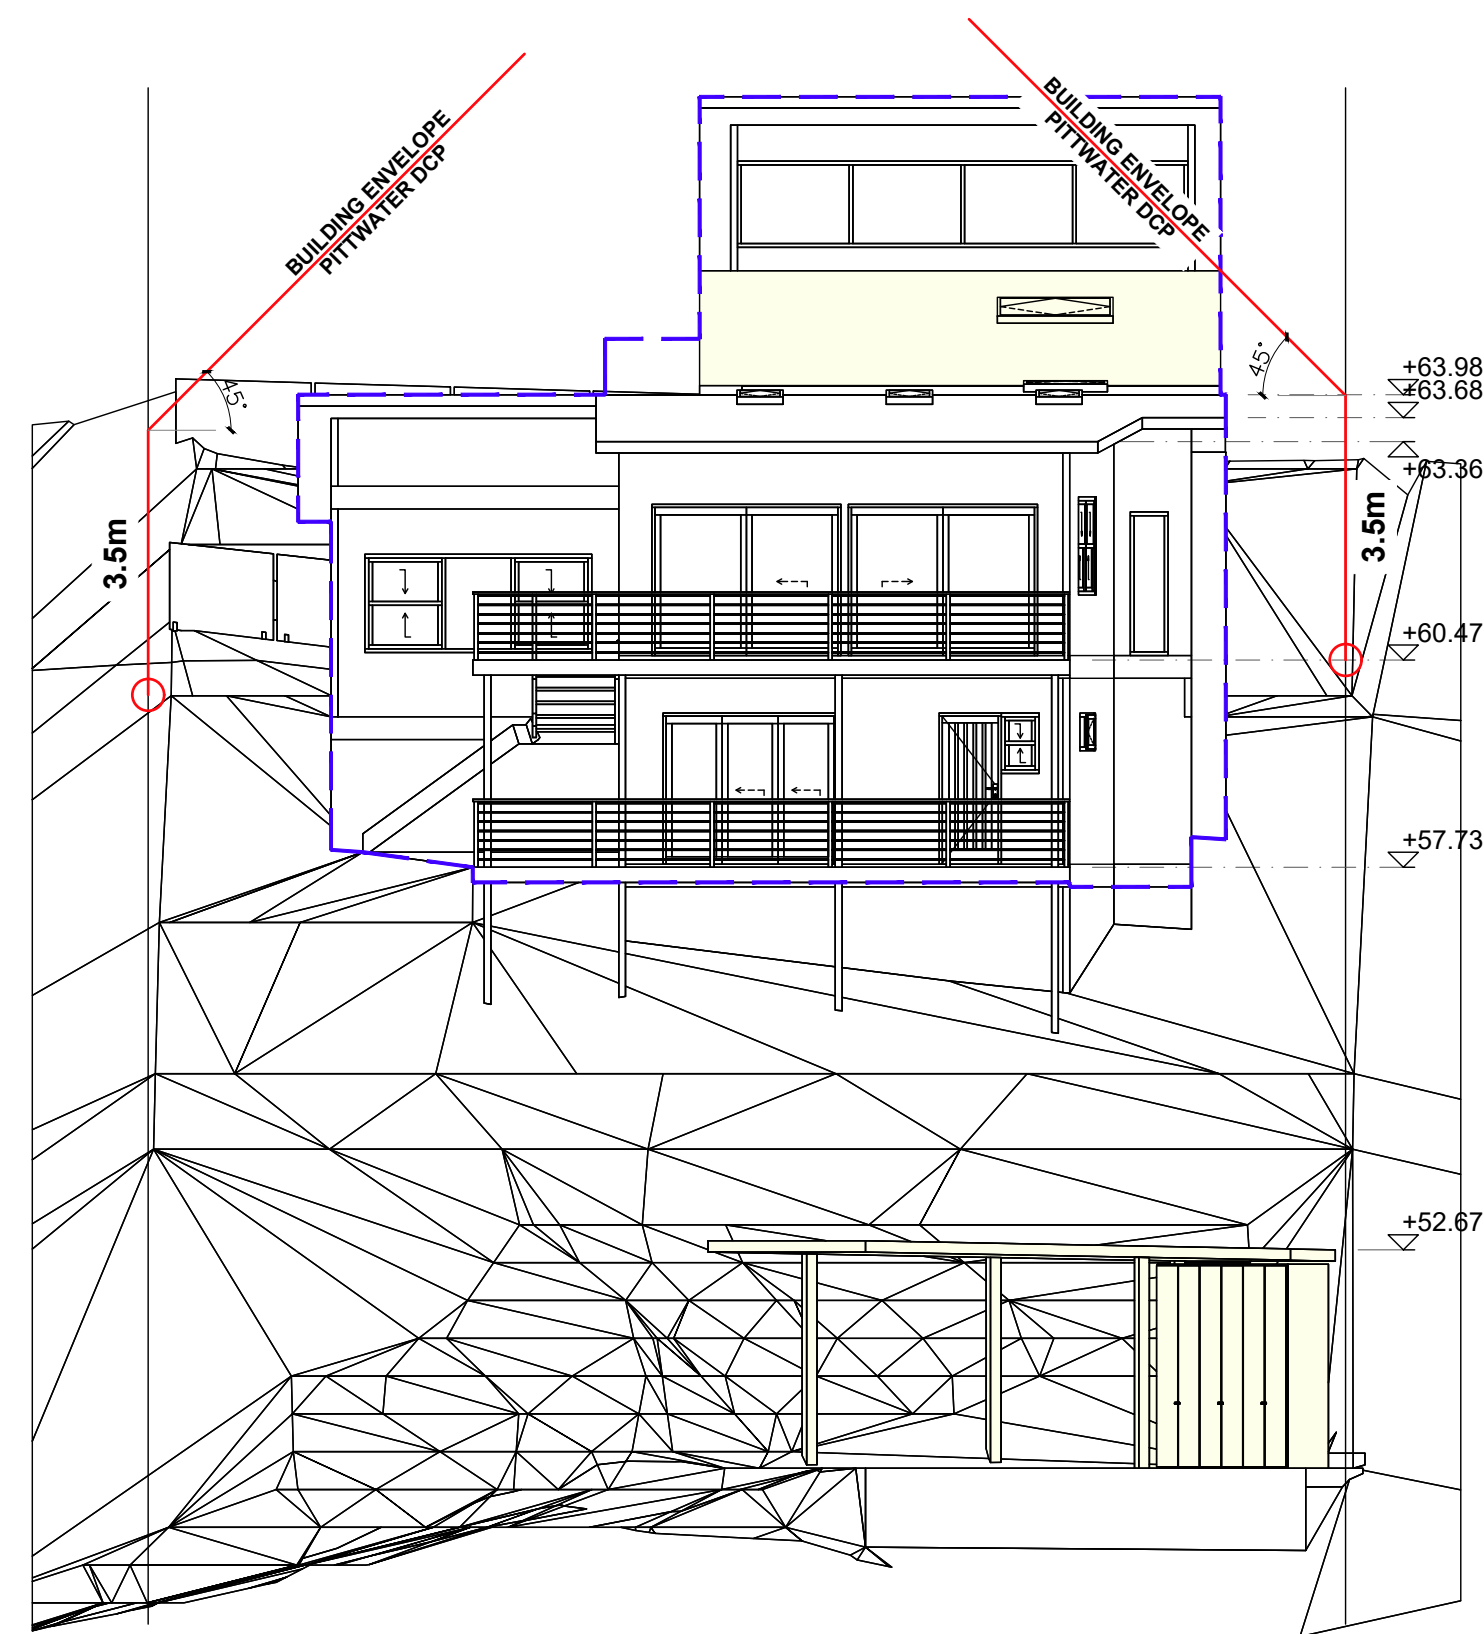 BUILDING ENVELOPE
PITTWATER DCP
BUILDING ENVELOPE
PITTWATER DCP
45°
45°
+63.98
+63.68
+63.36
3.5m
3.5m
+60.47
+57.73
+52.67